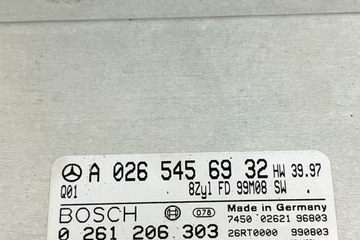 A 026 545 69 32 HW 39.97
Q01 8Zyl FD 99M08 SW
BOSCH 078 Made in Germany
7450 02621 96803
0 261 206 303 26RT0000 990803